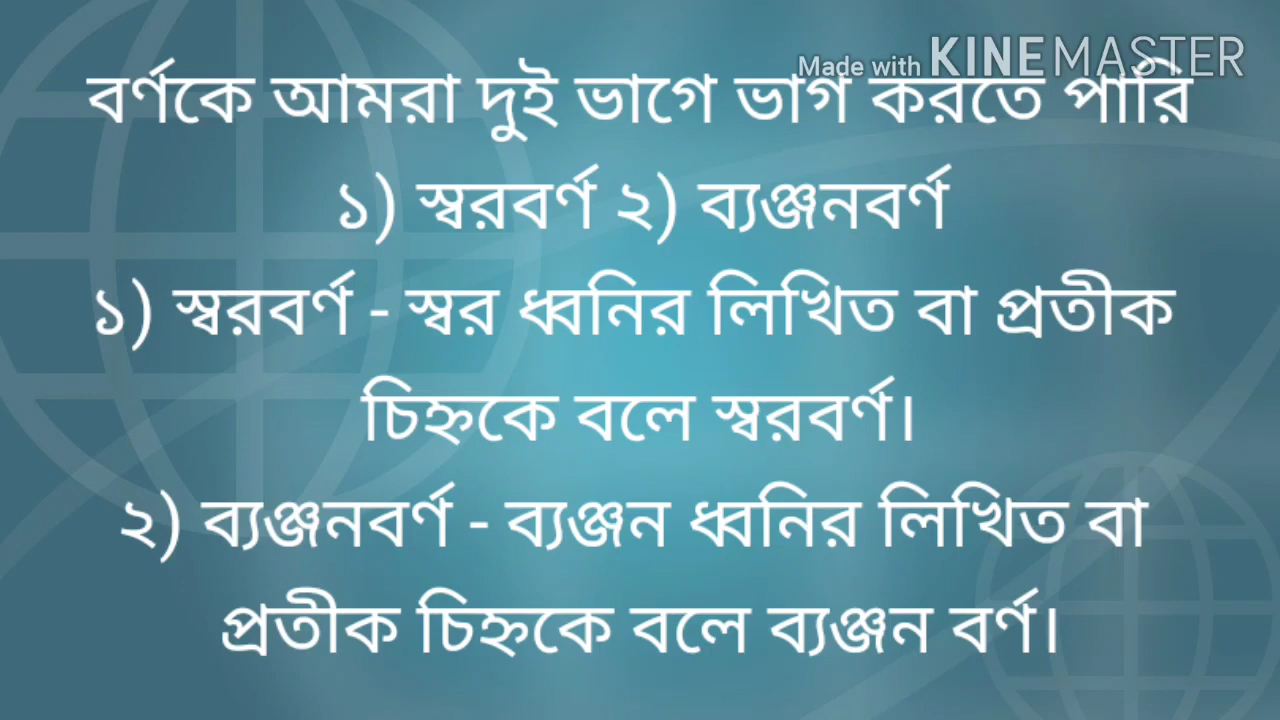 Made with KINEMASTER
বর্ণকে আমরা দুই ভাগে ভাগ করতে পারি
১) স্বরবর্ণ ২) ব্যঞ্জনবর্ণ
১) স্বরবর্ণ - স্বর ধ্বনির লিখিত বা প্রতীক
চিহ্নকে বলে স্বরবর্ণ।
২) ব্যঞ্জনবর্ণ - ব্যঞ্জন ধ্বনির লিখিত বা
প্রতীক চিহ্নকে বলে ব্যঞ্জন বর্ণ।